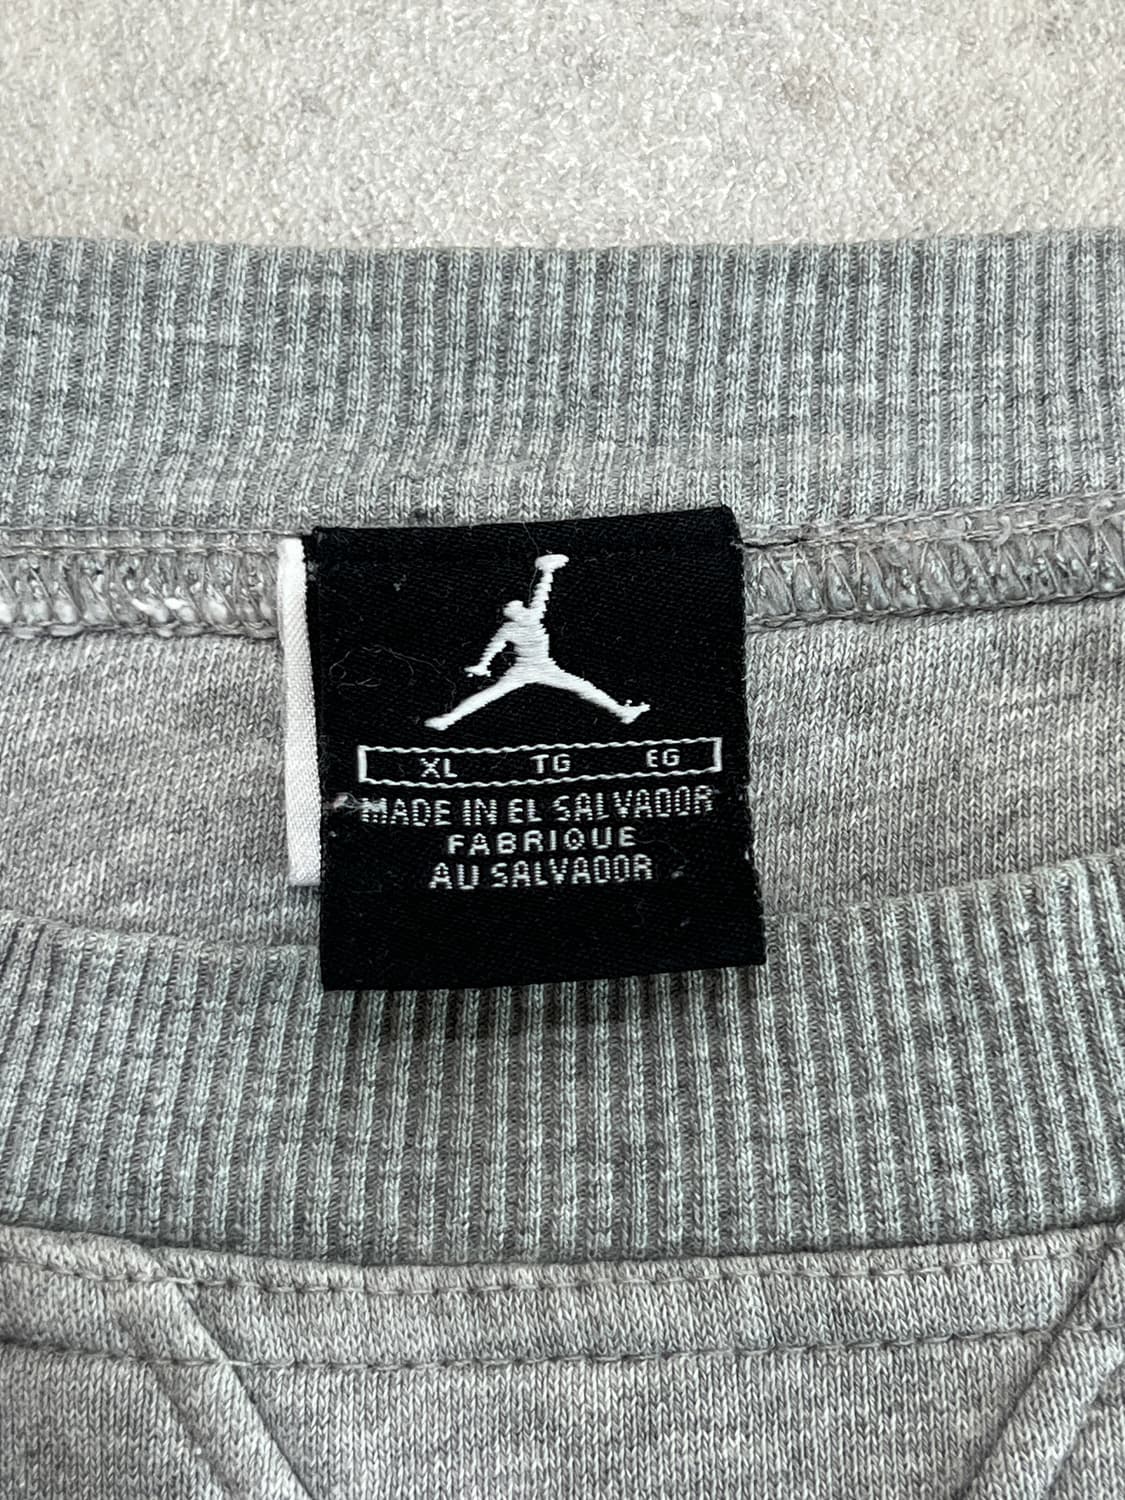 XL TG EG
MADE IN EL SALVADOR
FABRIQUE
AU SALVADOR